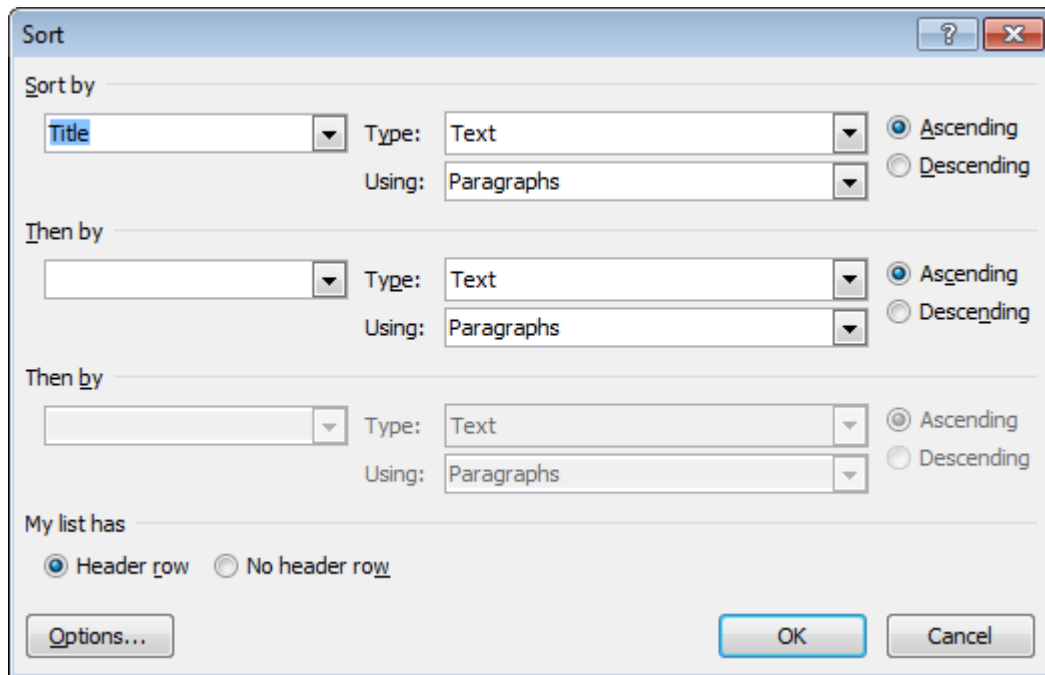 Sort
Sort by
Title Type: Text Ascending
Using: Paragraphs Descending
Then by
Type: Text Ascending
Using: Paragraphs Descending
Then by
Type: Text Ascending
Using: Paragraphs Descending
My list has
Header row No header row
Options... OK Cancel